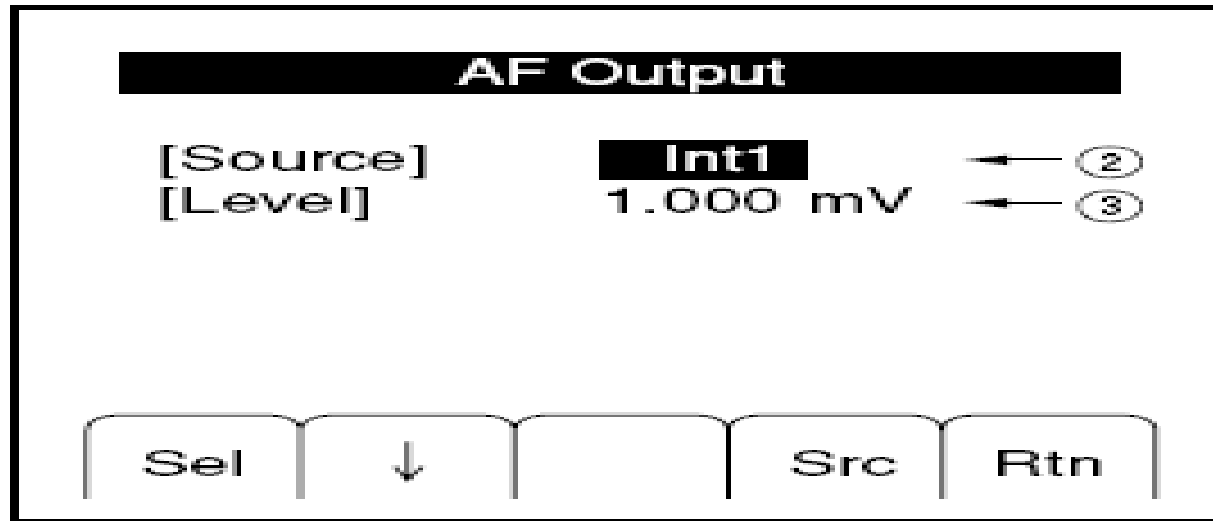 AF Output
[Source] Int1 ← ②
[Level] 1.000 mV ← ③
Sel ↓ Src Rtn